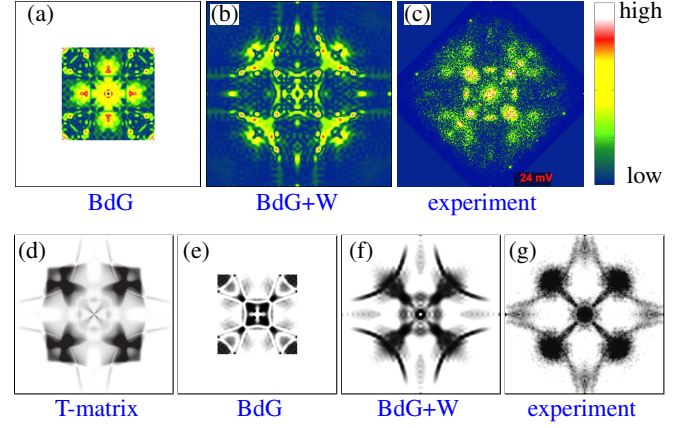 (a)
(b)
(c)
high
low
24 mV
BdG
BdG+W
experiment
(d)
(e)
(f)
(g)
T-matrix
BdG
BdG+W
experiment